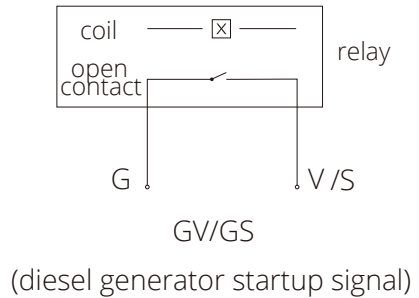 coil
X
relay
open
contact
G
V/S
GV/GS
(diesel generator startup signal)